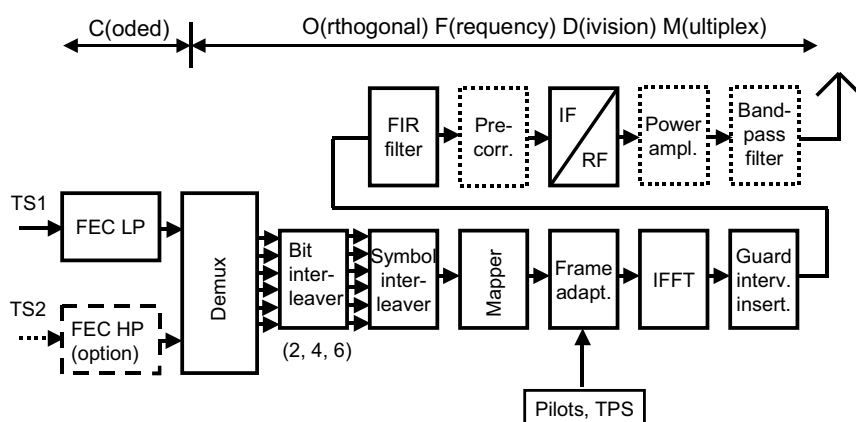 C(oded)
O(rthogonal) F(requency) D(ivision) M(ultiplex)
FIR
filter
Pre-
corr.
IF
RF
Power
ampl.
Band-
pass
filter
TS1
FEC LP
TS2
FEC HP
(option)
Demux
Bit
inter-
leaver
(2, 4, 6)
Symbol
inter-
leaver
Mapper
Frame
adapt.
IFFT
Guard
interv.
insert.
Pilots, TPS